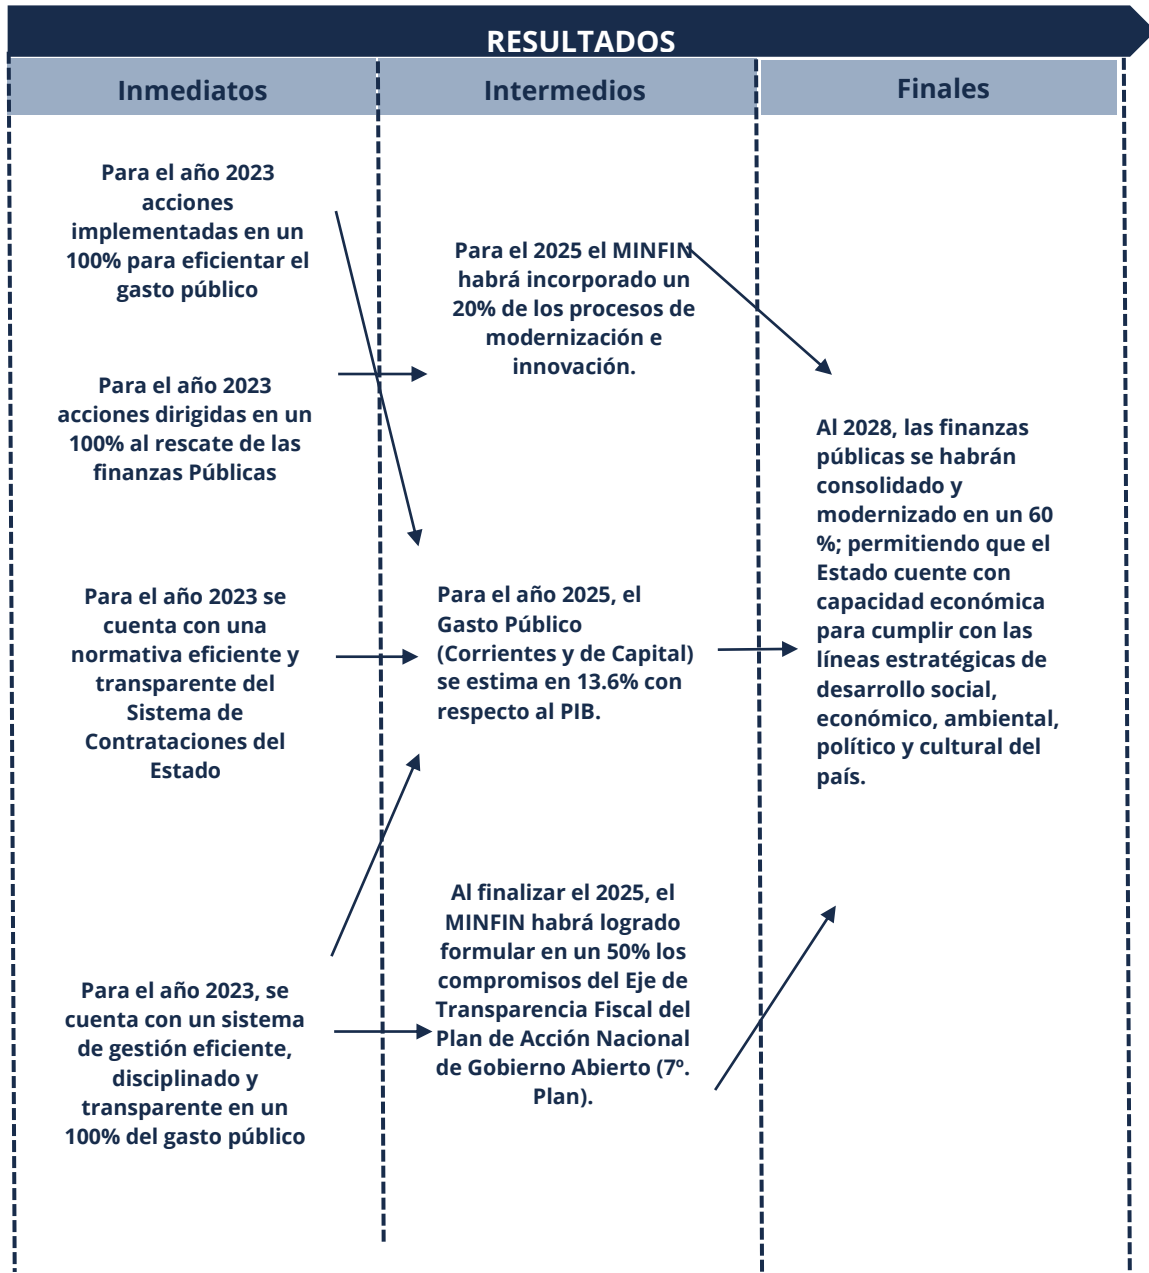 RESULTADOS
Inmediatos
Intermedios
Finales
Para el año 2023
acciones
implementadas en un
100% para eficientar el
gasto público
Para el año 2023
acciones dirigidas en un
100% al rescate de las
finanzas Públicas
Para el año 2023 se
cuenta con una
normativa eficiente y
transparente del
Sistema de
Contrataciones del
Estado
Para el año 2023, se
cuenta con un sistema
de gestión eficiente,
disciplinado y
transparente en un
100% del gasto público
Para el 2025 el MINFIN
habrá incorporado un
20% de los procesos de
modernización e
innovación.
Para el año 2025, el
Gasto Público
(Corrientes y de Capital)
se estima en 13.6% con
respecto al PIB.
Al finalizar el 2025, el
MINFIN habrá logrado
formular en un 50% los
compromisos del Eje de
Transparencia Fiscal del
Plan de Acción Nacional
de Gobierno Abierto (7º.
Plan).
Al 2028, las finanzas
públicas se habrán
consolidado y
modernizado en un 60
%; permitiendo que el
Estado cuente con
capacidad económica
para cumplir con las
líneas estratégicas de
desarrollo social,
económico, ambiental,
político y cultural del
país.